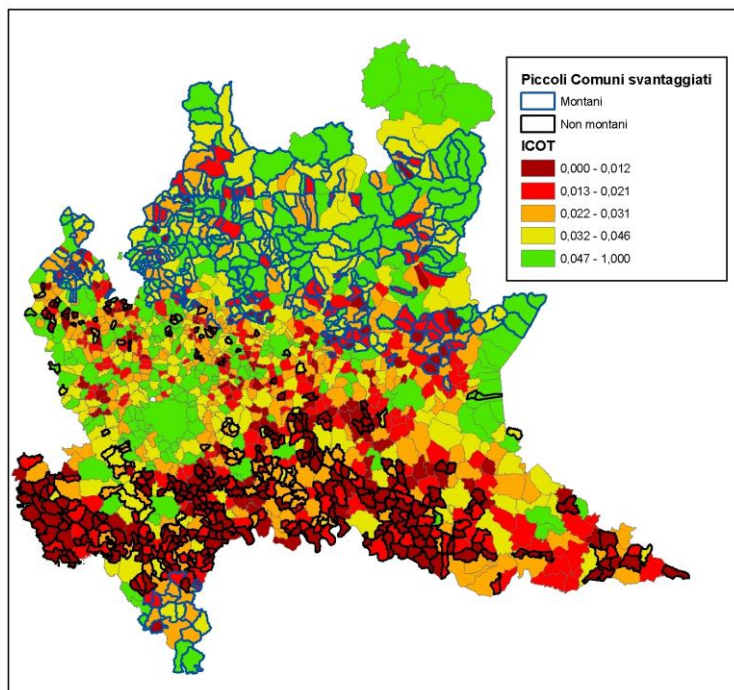 Piccoli Comuni svantaggiati
Montani
Non montani
ICOT
0,000 - 0,012
0,013 - 0,021
0,022 - 0,031
0,032 - 0,046
0,047 - 1,000